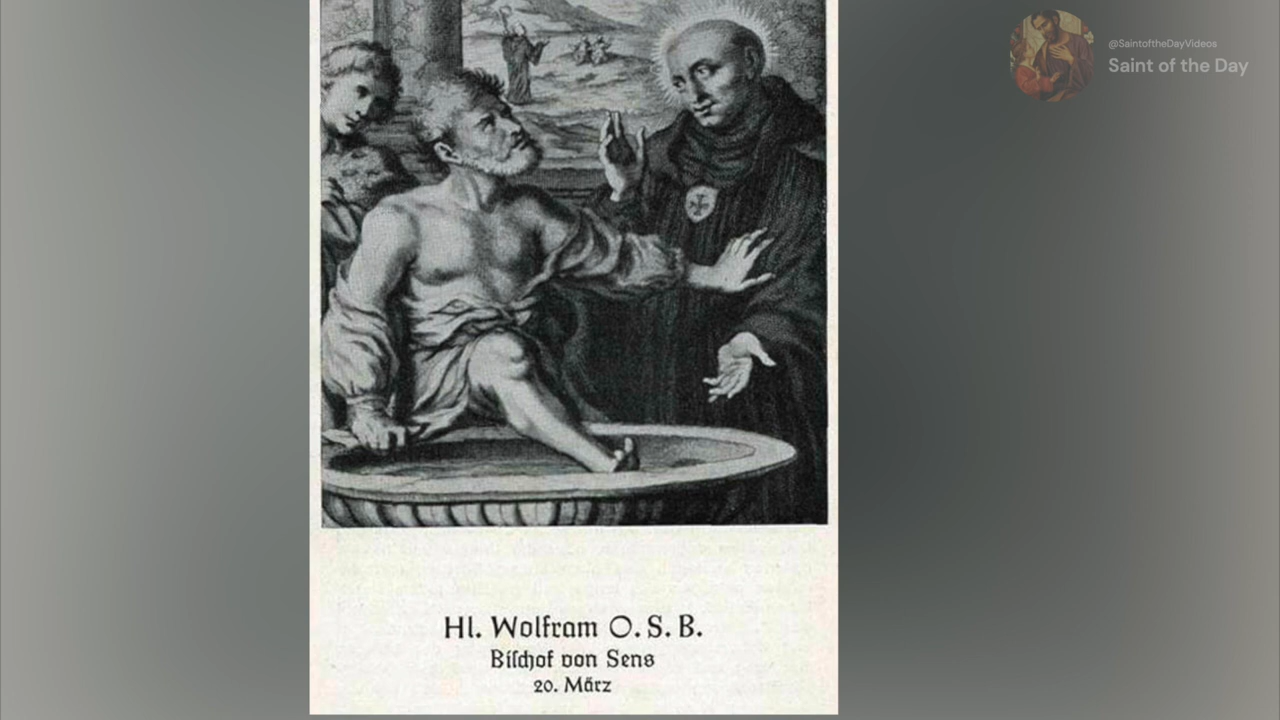 @SaintoftheDayVideos
Saint of the Day
Hl. Wolfram O.S.B.
Biſchof von Sens
20. März